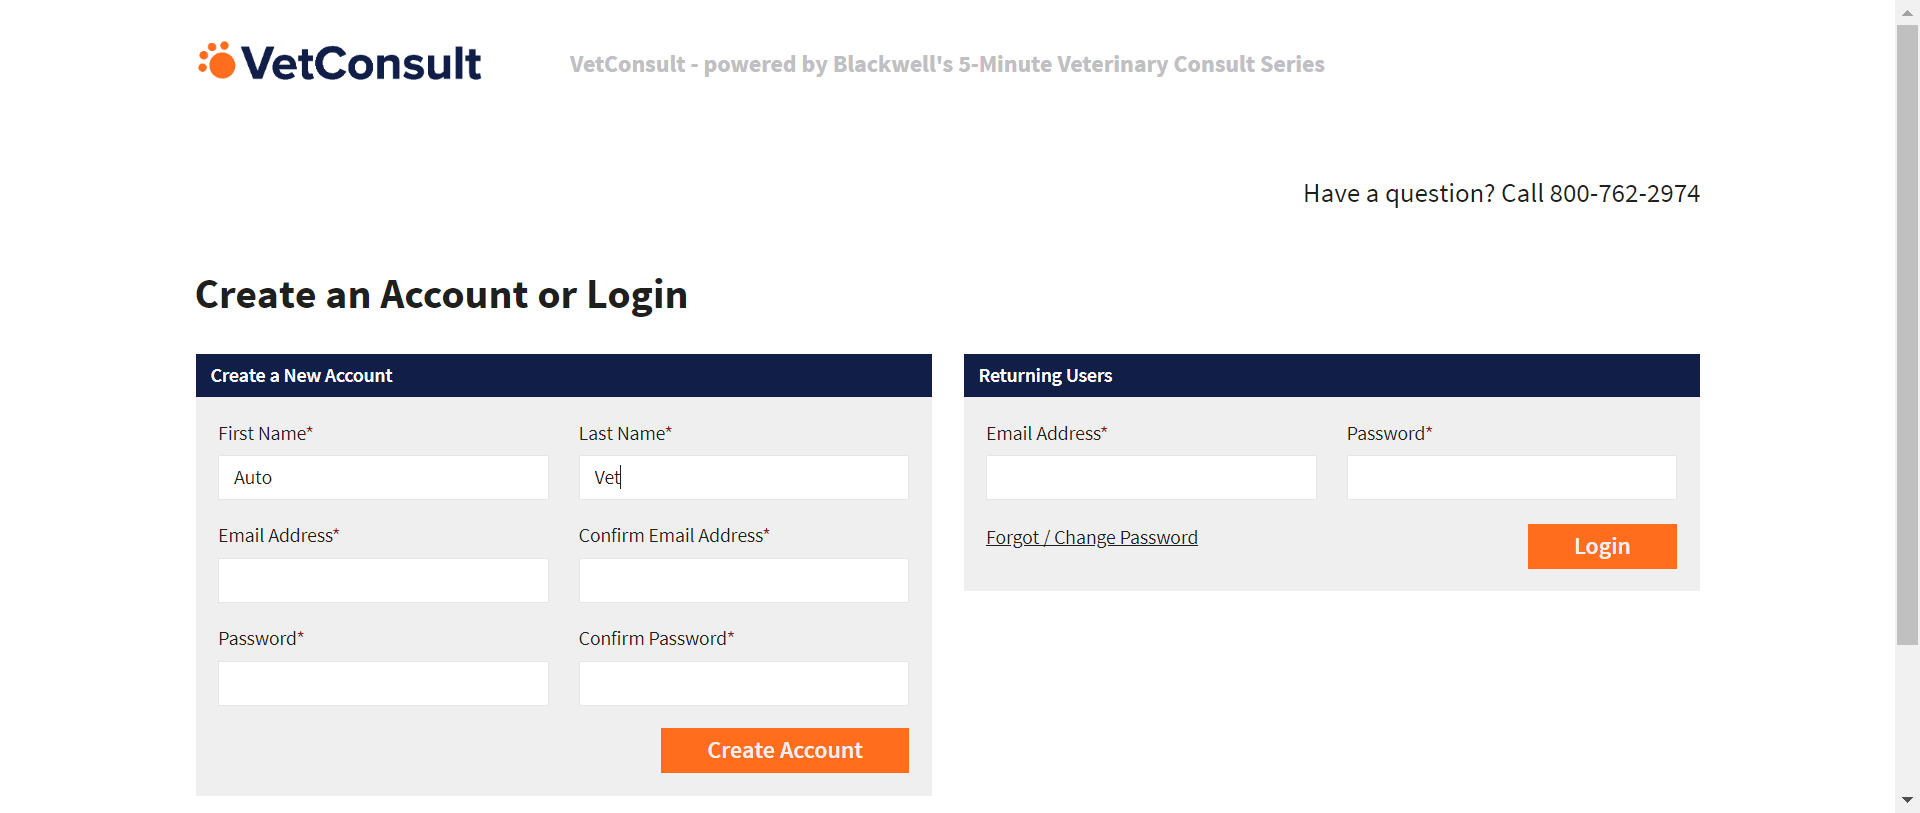 VetConsult
VetConsult - powered by Blackwell's 5-Minute Veterinary Consult Series
Have a question? Call 800-762-2974
Create an Account or Login
Create a New Account
First Name*
Last Name*
Auto
Vet
Email Address*
Confirm Email Address*
Password*
Confirm Password*
Create Account
Returning Users
Email Address*
Password*
Forgot / Change Password
Login